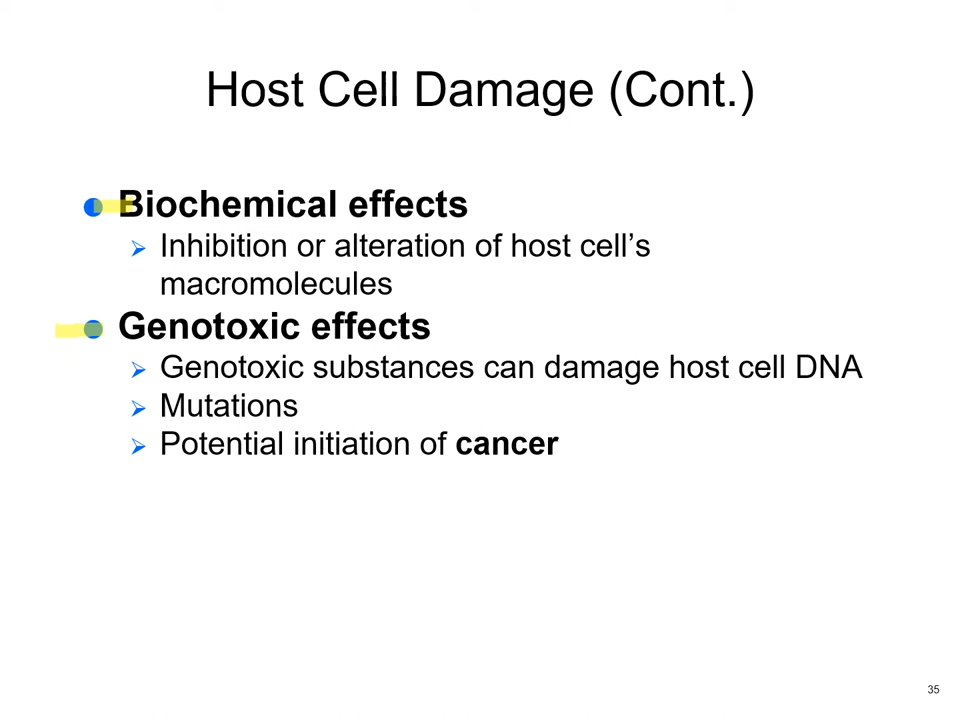 Host Cell Damage (Cont.)
Biochemical effects
Inhibition or alteration of host cell’s
macromolecules
Genotoxic effects
Genotoxic substances can damage host cell DNA
Mutations
Potential initiation of cancer
35